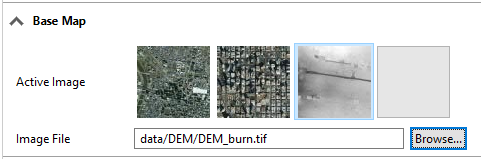 Base Map
Active Image
Image File data/DEM/DEM_burn.tif Browse...